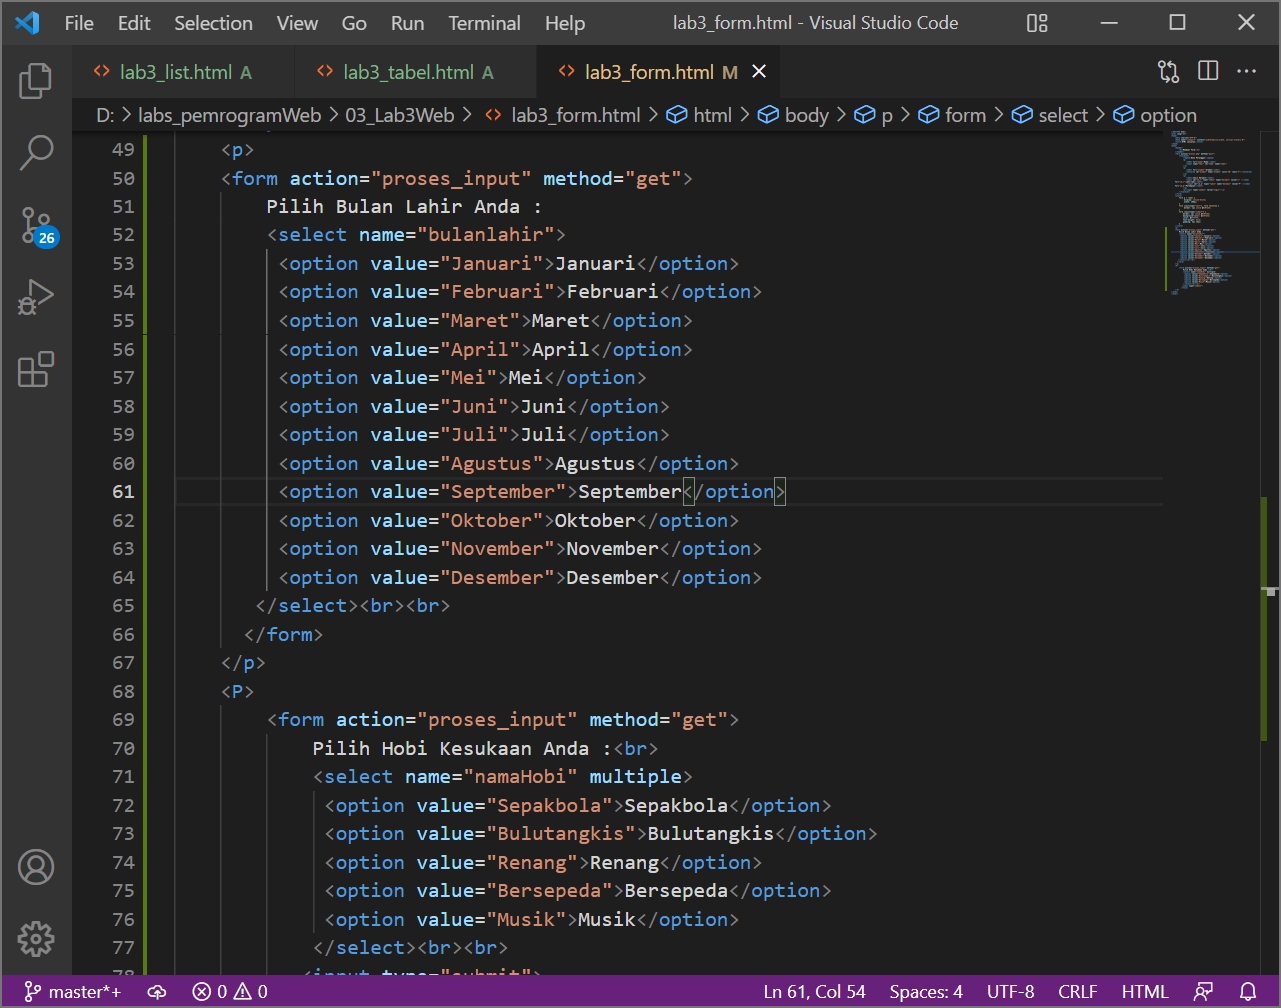 File Edit Selection View Go Run Terminal Help lab3_form.html - Visual Studio Code
lab3_list.html A lab3_tabel.html A lab3_form.html M
D: > labs_pemrogramWeb > 03_Lab3Web > lab3_form.html > html > body > p > form > select > option
49 <p>
50 <form action="proses_input" method="get">
51 Pilih Bulan Lahir Anda :
52 <select name="bulanlahir">
53 <option value="Januari">Januari</option>
54 <option value="Februari">Februari</option>
55 <option value="Maret">Maret</option>
56 <option value="April">April</option>
57 <option value="Mei">Mei</option>
58 <option value="Juni">Juni</option>
59 <option value="Juli">Juli</option>
60 <option value="Agustus">Agustus</option>
61 <option value="September">September</option>
62 <option value="Oktober">Oktober</option>
63 <option value="November">November</option>
64 <option value="Desember">Desember</option>
65 </select><br><br>
66 </form>
67 </p>
68 <P>
69 <form action="proses_input" method="get">
70 Pilih Hobi Kesukaan Anda :<br>
71 <select name="namaHobi" multiple>
72 <option value="Sepakbola">Sepakbola</option>
73 <option value="Bulutangkis">Bulutangkis</option>
74 <option value="Renang">Renang</option>
75 <option value="Bersepeda">Bersepeda</option>
76 <option value="Musik">Musik</option>
77 </select><br><br>
78 <input type="submit">
26
master*+ 0 0 Ln 61, Col 54 Spaces: 4 UTF-8 CRLF HTML